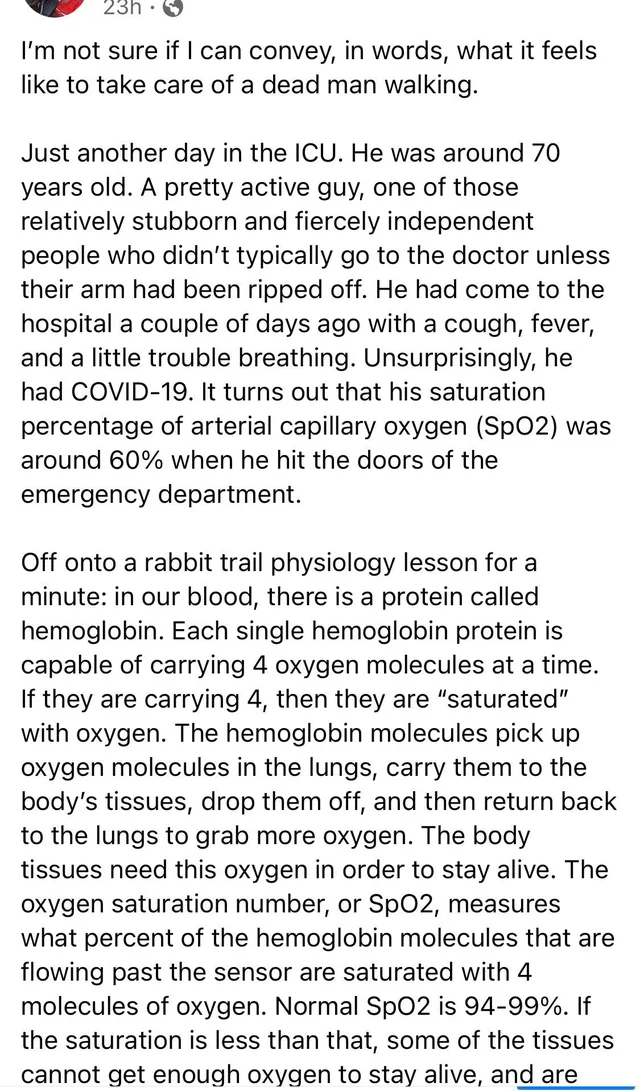 23h ·
I’m not sure if I can convey, in words, what it feels
like to take care of a dead man walking.
Just another day in the ICU. He was around 70
years old. A pretty active guy, one of those
relatively stubborn and fiercely independent
people who didn’t typically go to the doctor unless
their arm had been ripped off. He had come to the
hospital a couple of days ago with a cough, fever,
and a little trouble breathing. Unsurprisingly, he
had COVID-19. It turns out that his saturation
percentage of arterial capillary oxygen (SpO2) was
around 60% when he hit the doors of the
emergency department.
Off onto a rabbit trail physiology lesson for a
minute: in our blood, there is a protein called
hemoglobin. Each single hemoglobin protein is
capable of carrying 4 oxygen molecules at a time.
If they are carrying 4, then they are “saturated”
with oxygen. The hemoglobin molecules pick up
oxygen molecules in the lungs, carry them to the
body’s tissues, drop them off, and then return back
to the lungs to grab more oxygen. The body
tissues need this oxygen in order to stay alive. The
oxygen saturation number, or SpO2, measures
what percent of the hemoglobin molecules that are
flowing past the sensor are saturated with 4
molecules of oxygen. Normal SpO2 is 94-99%. If
the saturation is less than that, some of the tissues
cannot get enough oxygen to stay alive, and are